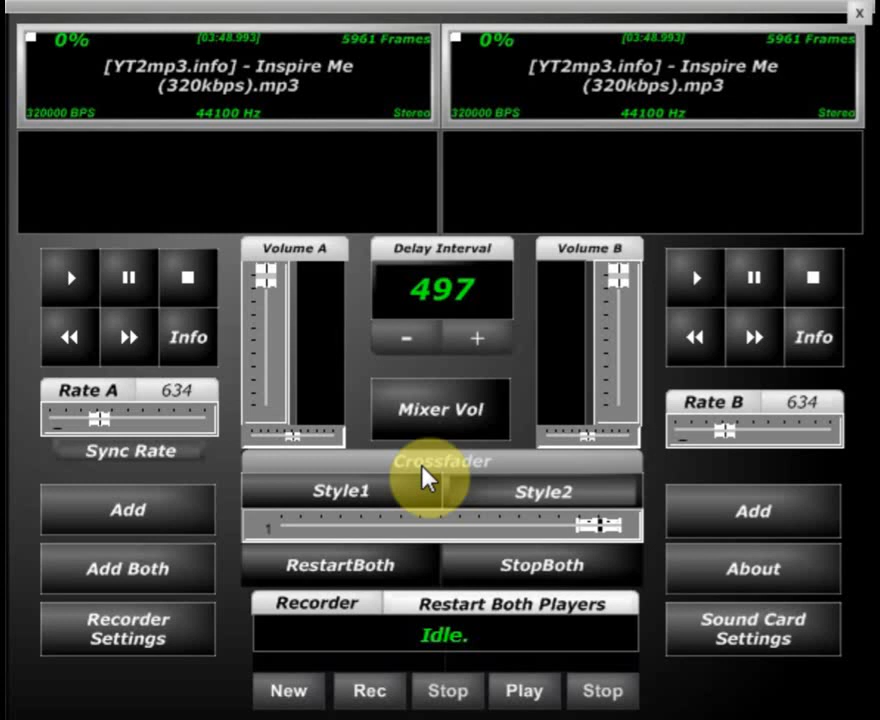 X
0% [03:48.993] 5961 Frames
[YT2mp3.info] - Inspire Me
(320kbps).mp3
320000 BPS 44100 Hz Stereo
0% [03:48.993] 5961 Frames
[YT2mp3.info] - Inspire Me
(320kbps).mp3
320000 BPS 44100 Hz Stereo
Volume A
Delay Interval
Volume B
497
- +
Info
Info
Rate A 634
Sync Rate
Mixer Vol
Rate B 634
Crossfader
Style1 Style2
1
RestartBoth StopBoth
Add
Add Both
Recorder
Settings
Add
About
Sound Card
Settings
Recorder Restart Both Players
Idle.
New Rec Stop Play Stop